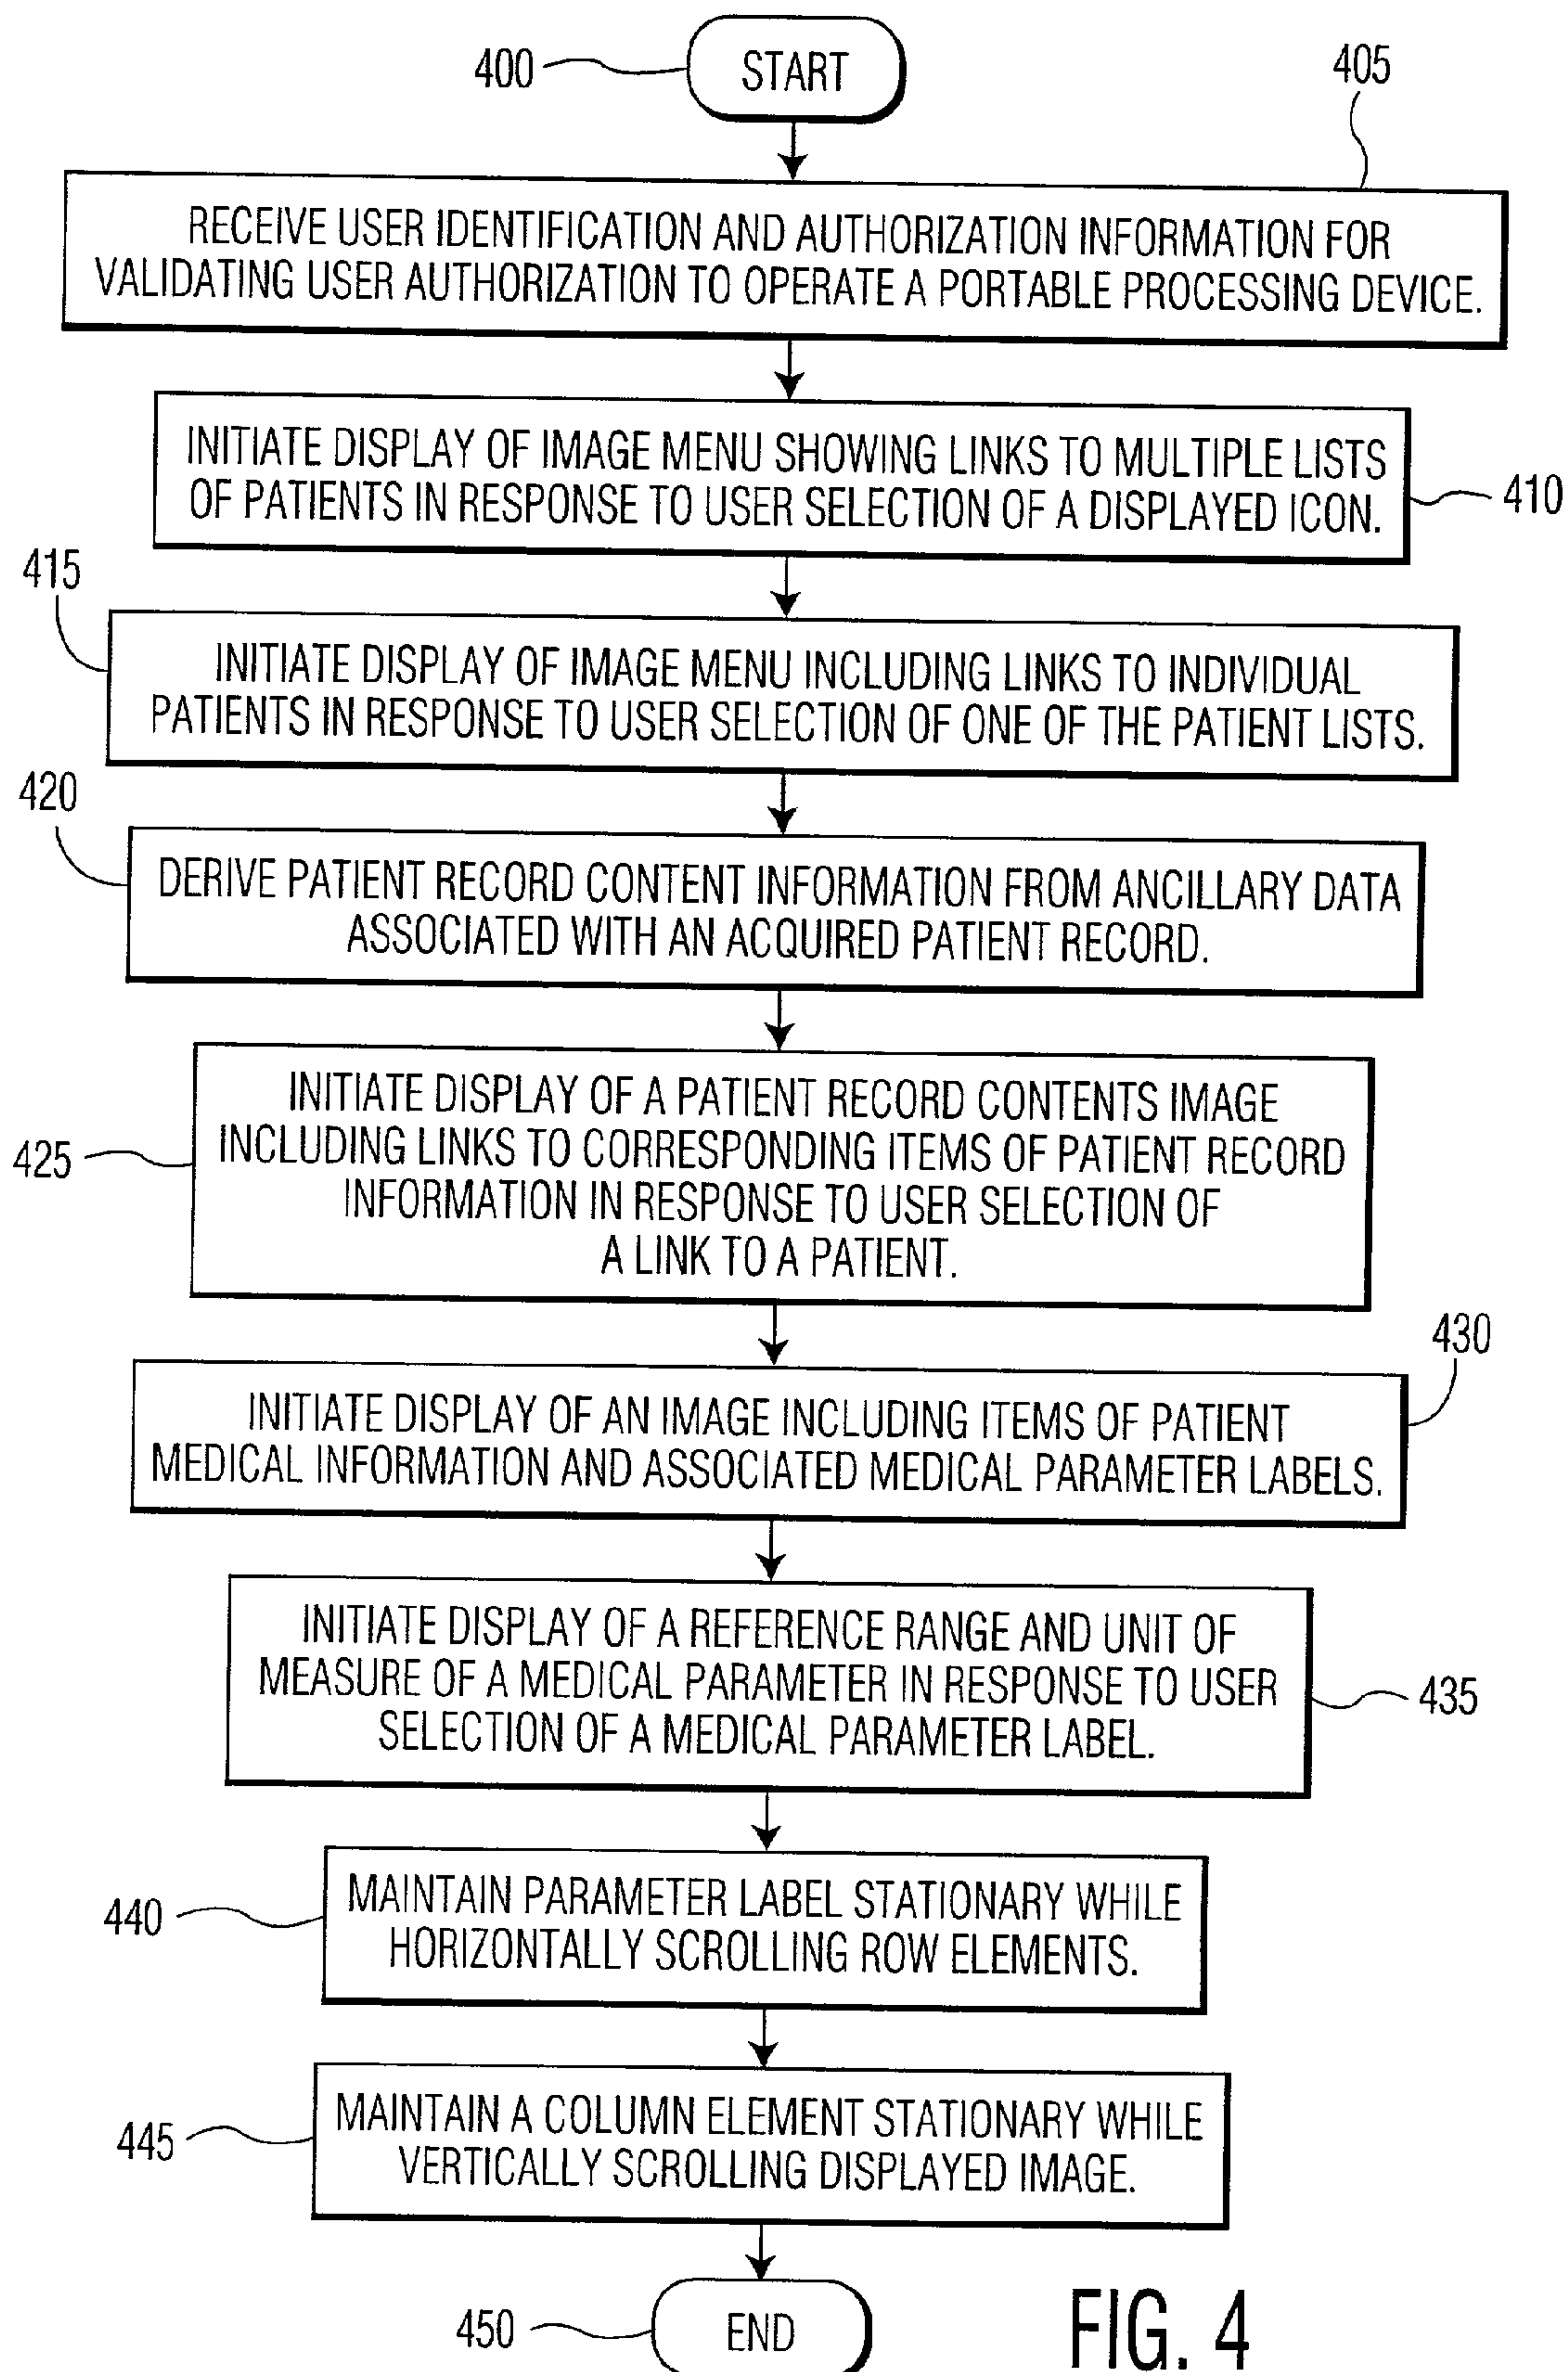 400
START
405
RECEIVE USER IDENTIFICATION AND AUTHORIZATION INFORMATION FOR
VALIDATING USER AUTHORIZATION TO OPERATE A PORTABLE PROCESSING DEVICE.
INITIATE DISPLAY OF IMAGE MENU SHOWING LINKS TO MULTIPLE LISTS
OF PATIENTS IN RESPONSE TO USER SELECTION OF A DISPLAYED ICON.
410
415
INITIATE DISPLAY OF IMAGE MENU INCLUDING LINKS TO INDIVIDUAL
PATIENTS IN RESPONSE TO USER SELECTION OF ONE OF THE PATIENT LISTS.
420
DERIVE PATIENT RECORD CONTENT INFORMATION FROM ANCILLARY DATA
ASSOCIATED WITH AN ACQUIRED PATIENT RECORD.
425
INITIATE DISPLAY OF A PATIENT RECORD CONTENTS IMAGE
INCLUDING LINKS TO CORRESPONDING ITEMS OF PATIENT RECORD
INFORMATION IN RESPONSE TO USER SELECTION OF
A LINK TO A PATIENT.
430
INITIATE DISPLAY OF AN IMAGE INCLUDING ITEMS OF PATIENT
MEDICAL INFORMATION AND ASSOCIATED MEDICAL PARAMETER LABELS.
INITIATE DISPLAY OF A REFERENCE RANGE AND UNIT OF
MEASURE OF A MEDICAL PARAMETER IN RESPONSE TO USER
SELECTION OF A MEDICAL PARAMETER LABEL.
435
440
MAINTAIN PARAMETER LABEL STATIONARY WHILE
HORIZONTALLY SCROLLING ROW ELEMENTS.
445
MAINTAIN A COLUMN ELEMENT STATIONARY WHILE
VERTICALLY SCROLLING DISPLAYED IMAGE.
450
END
FIG. 4